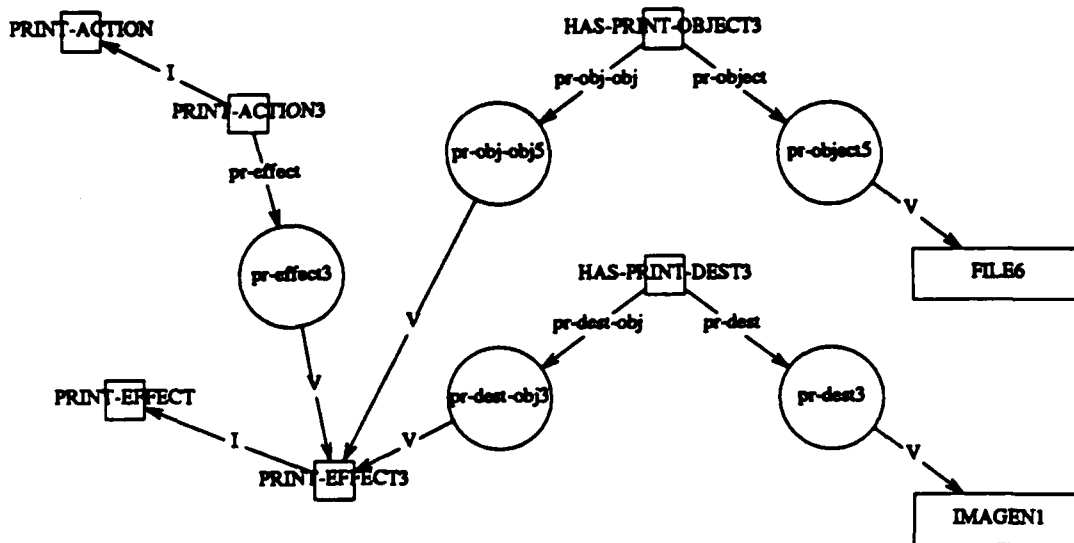 PRINT-ACTION
HAS-PRINT-OBJECT3
I
pr-obj-obj
pr-object
PRINT-ACTION3
pr-effect
pr-obj-obj5
pr-object5
V
pr-effect3
HAS-PRINT-DEST3
FILE6
V
pr-dest-obj
pr-dest
V
PRINT-EFFECT
pr-dest-obj3
pr-dest3
I
V
V
PRINT-EFFECT3
IMAGEN1